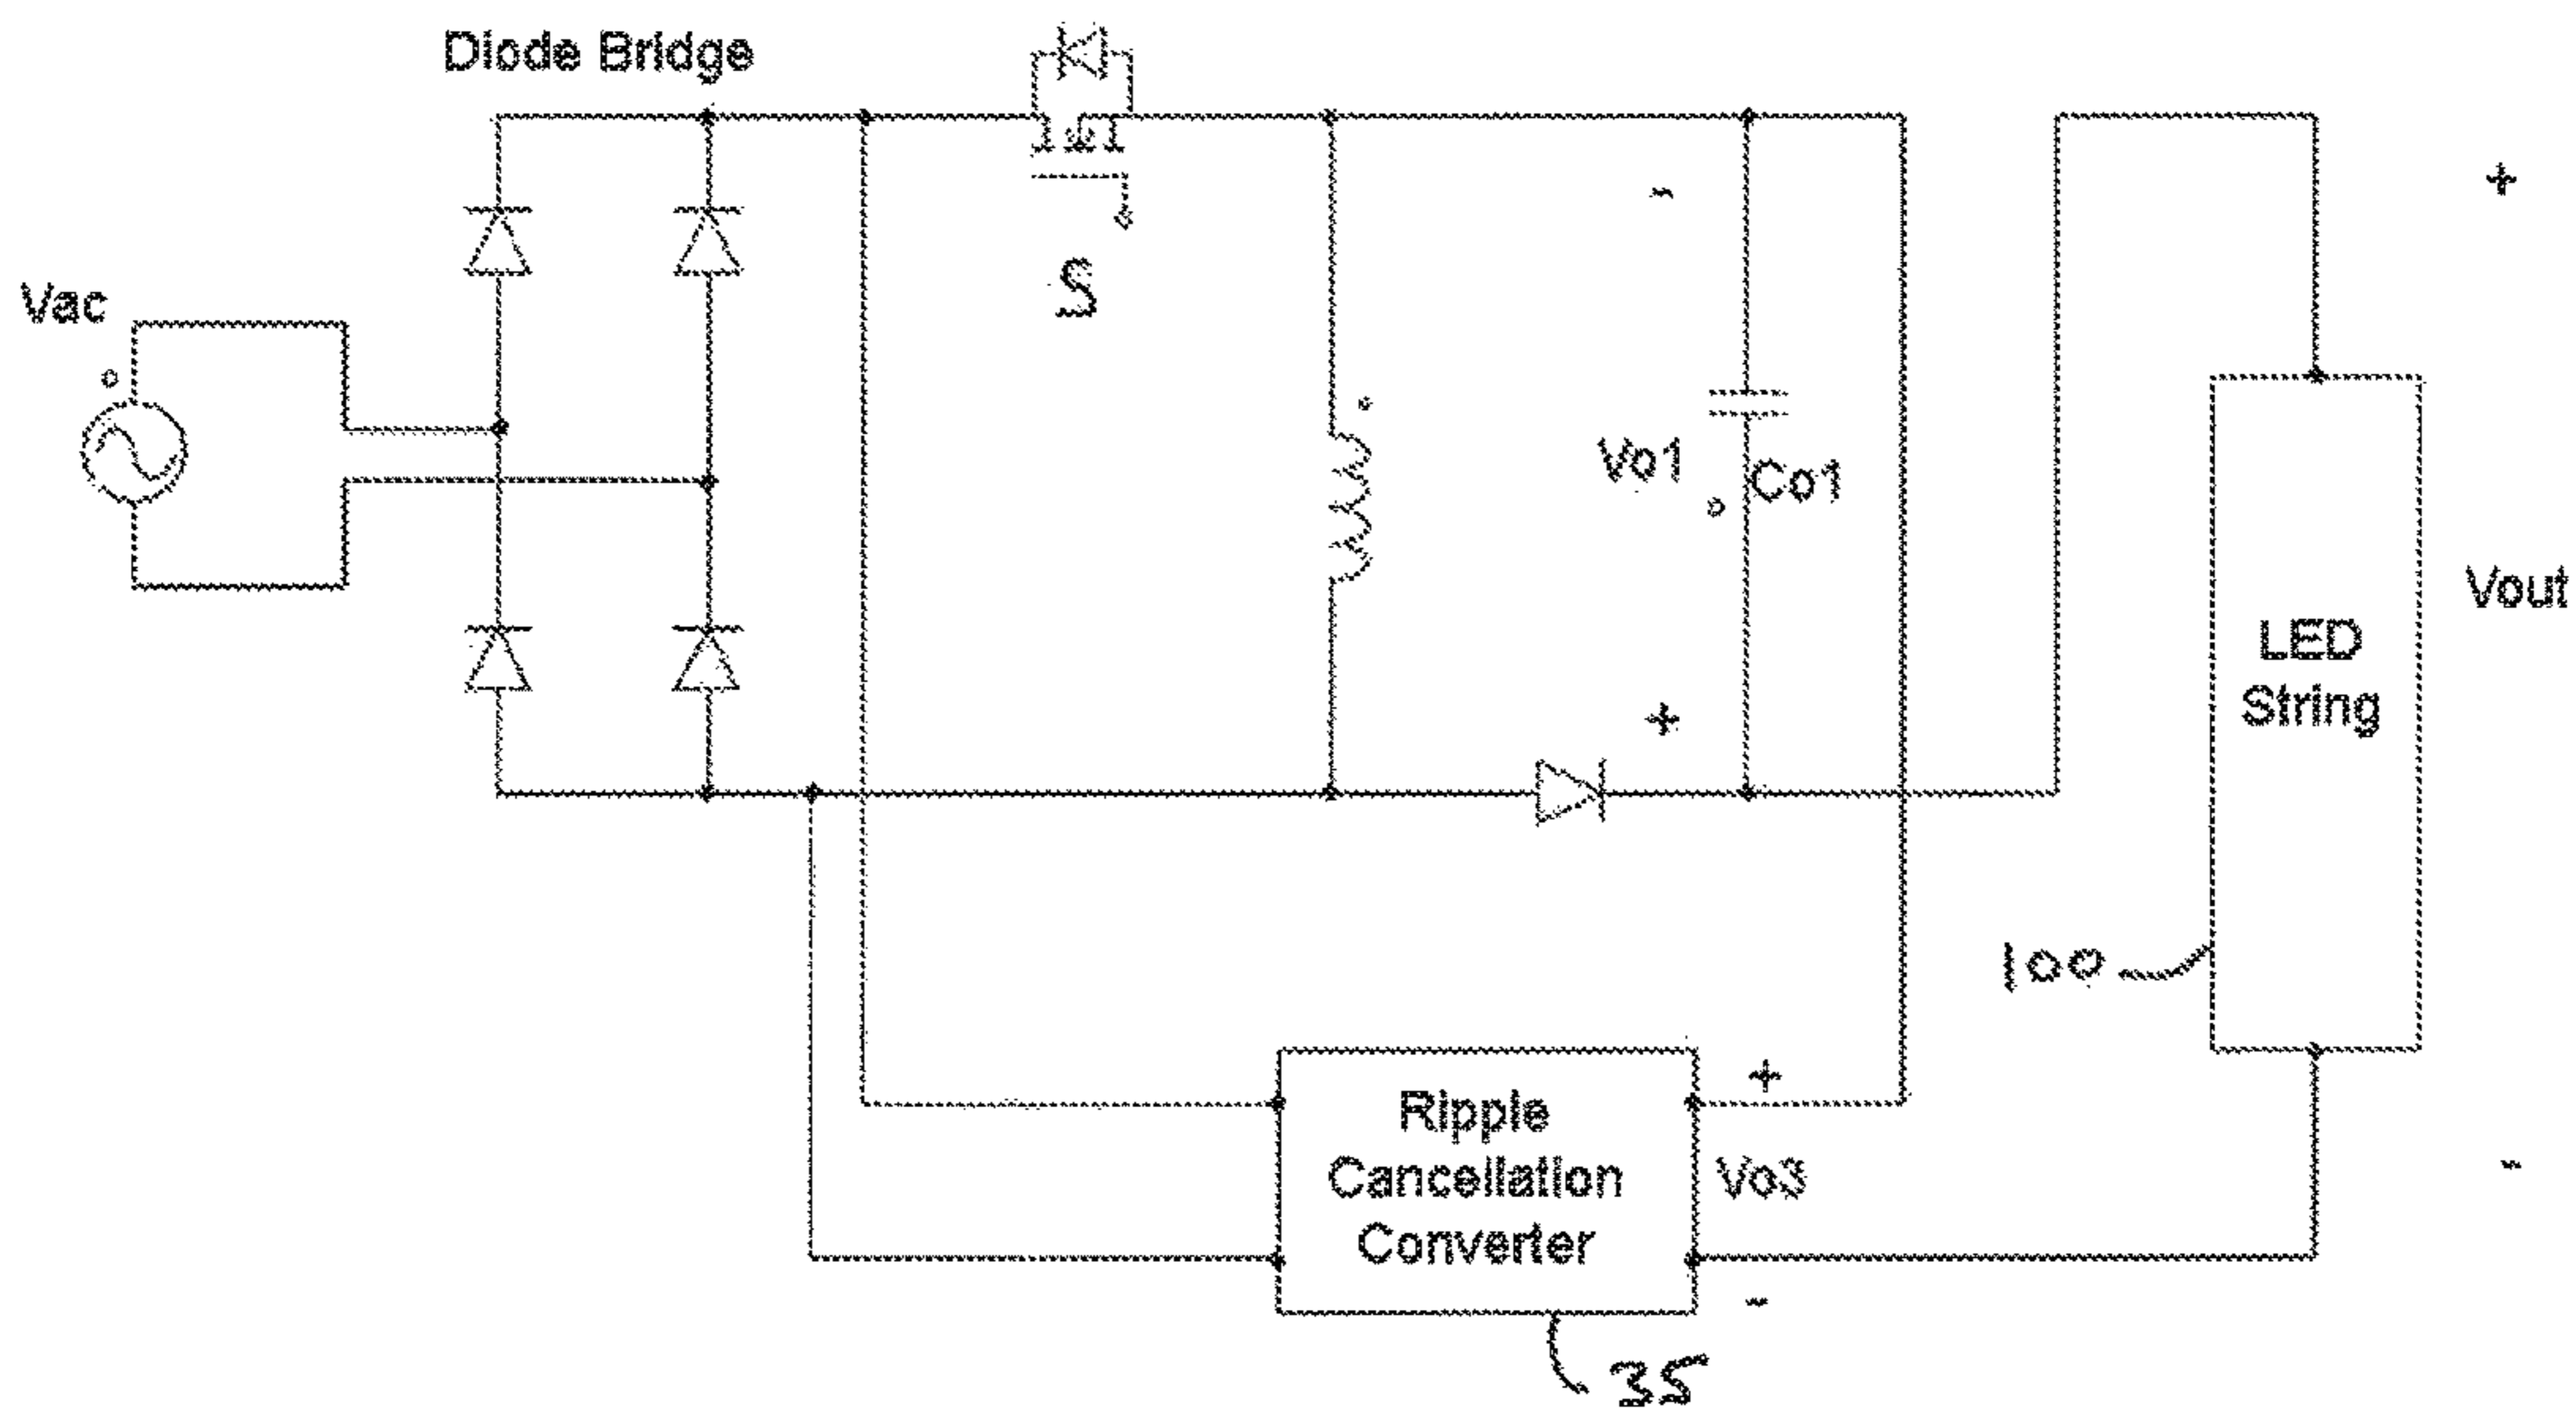 Diode Bridge
S
Vac
-
+
Vo1
Co1
+
Vout
LED
String
100
-
Ripple
Cancellation
Converter
+
Vo3
-
35